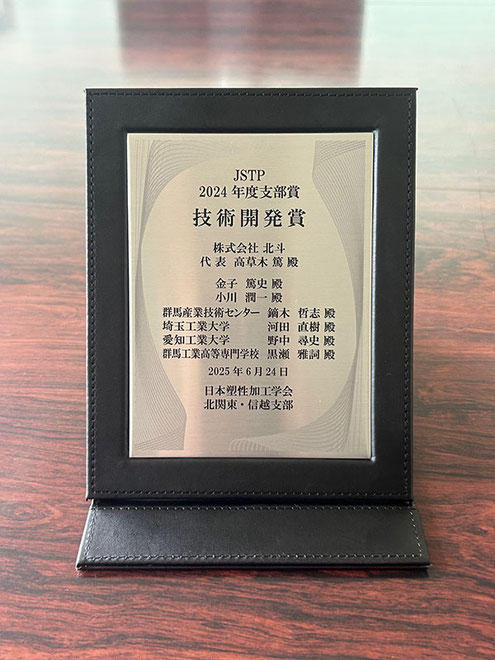 JSTP
2024 年度支部賞
技術開発賞
株式会社 北斗
代 表 高草木 篤 殿
金子 篤史 殿
小川 潤一 殿
群馬産業技術センター 鏑木 哲志 殿
埼玉工業大学 河田 直樹 殿
愛知工業大学 野中 尋史 殿
群馬工業高等専門学校 黒瀬 雅詞 殿
2025 年 6 月 24 日
日本塑性加工学会
北関東・信越支部